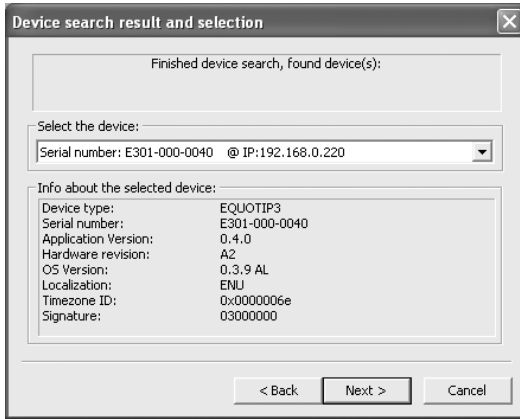 Device search result and selection
Finished device search, found device(s):
Select the device:
Serial number: E301-000-0040 @ IP:192.168.0.220
Info about the selected device:
Device type: EQUOTIP3
Serial number: E301-000-0040
Application Version: 0.4.0
Hardware revision: A2
OS Version: 0.3.9 AL
Localization: ENU
Timezone ID: 0x0000006e
Signature: 03000000
< Back Next > Cancel